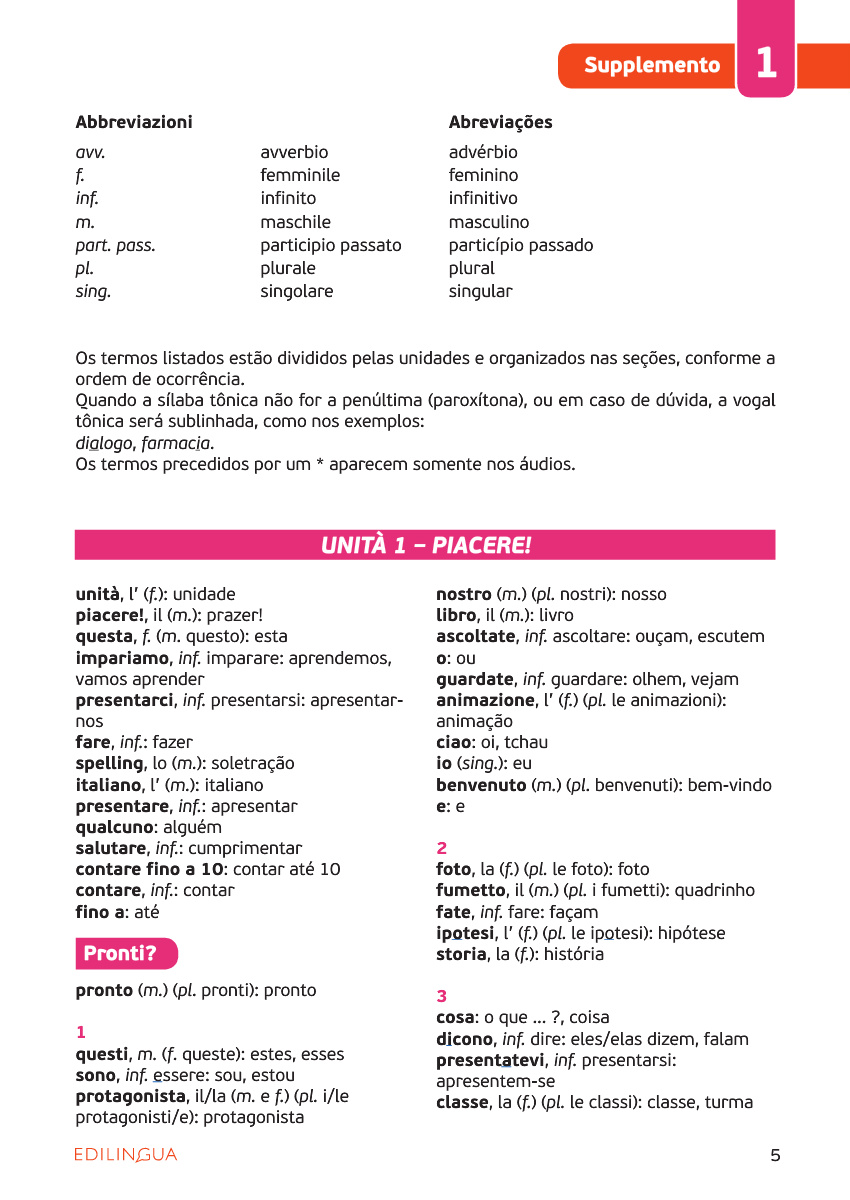 Supplemento 1
Abbreviazioni Abreviações
avv. avverbio advérbio
f. femminile feminino
inf. infinito infinitivo
m. maschile masculino
part. pass. participio passato particípio passado
pl. plurale plural
sing. singolare singular
Os termos listados estão divididos pelas unidades e organizados nas seções, conforme a
ordem de ocorrência.
Quando a sílaba tônica não for a penúltima (paroxítona), ou em caso de dúvida, a vogal
tônica será sublinhada, como nos exemplos:
dialogo, farmacia.
Os termos precedidos por um * aparecem somente nos áudios.
UNITÀ 1 – PIACERE!
unità, l’ (f.): unidade
piacere!, il (m.): prazer!
questa, f. (m. questo): esta
impariamo, inf. imparare: aprendemos,
vamos aprender
presentarci, inf. presentarsi: apresentar-
nos
fare, inf.: fazer
spelling, lo (m.): soletração
italiano, l’ (m.): italiano
presentare, inf.: apresentar
qualcuno: alguém
salutare, inf.: cumprimentar
contare fino a 10: contar até 10
contare, inf.: contar
fino a: até
Pronti?
pronto (m.) (pl. pronti): pronto
1
questi, m. (f. queste): estes, esses
sono, inf. essere: sou, estou
protagonista, il/la (m. e f.) (pl. i/le
protagonisti/e): protagonista
nostro (m.) (pl. nostri): nosso
libro, il (m.): livro
ascoltate, inf. ascoltare: ouçam, escutem
o: ou
guardate, inf. guardare: olhem, vejam
animazione, l’ (f.) (pl. le animazioni):
animação
ciao: oi, tchau
io (sing.): eu
benvenuto (m.) (pl. benvenuti): bem-vindo
e: e
2
foto, la (f.) (pl. le foto): foto
fumetto, il (m.) (pl. i fumetti): quadrinho
fate, inf. fare: façam
ipotesi, l’ (f.) (pl. le ipotesi): hipótese
storia, la (f.): história
3
cosa: o que ... ?, coisa
dicono, inf. dire: eles/elas dizem, falam
presentatevi, inf. presentarsi:
apresentem-se
classe, la (f.) (pl. le classi): classe, turma
EDILINGUA
5